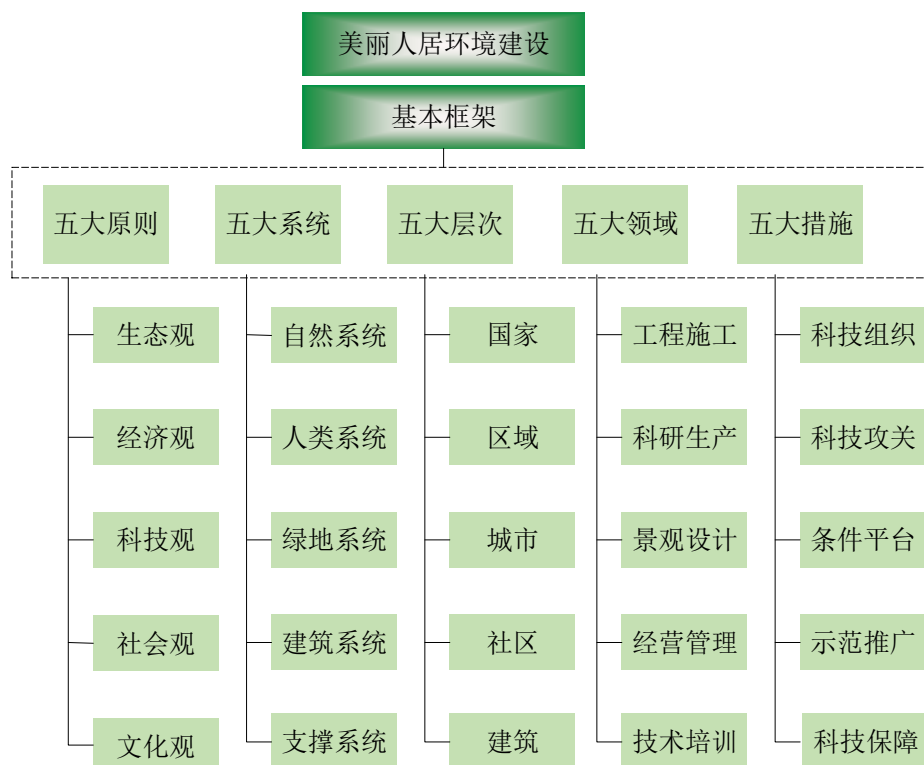 美丽人居环境建设
基本框架
五大原则 五大系统 五大层次 五大领域 五大措施
生态观 自然系统 国家 工程施工 科技组织
经济观 人类系统 区域 科研生产 科技攻关
科技观 绿地系统 城市 景观设计 条件平台
社会观 建筑系统 社区 经营管理 示范推广
文化观 支撑系统 建筑 技术培训 科技保障